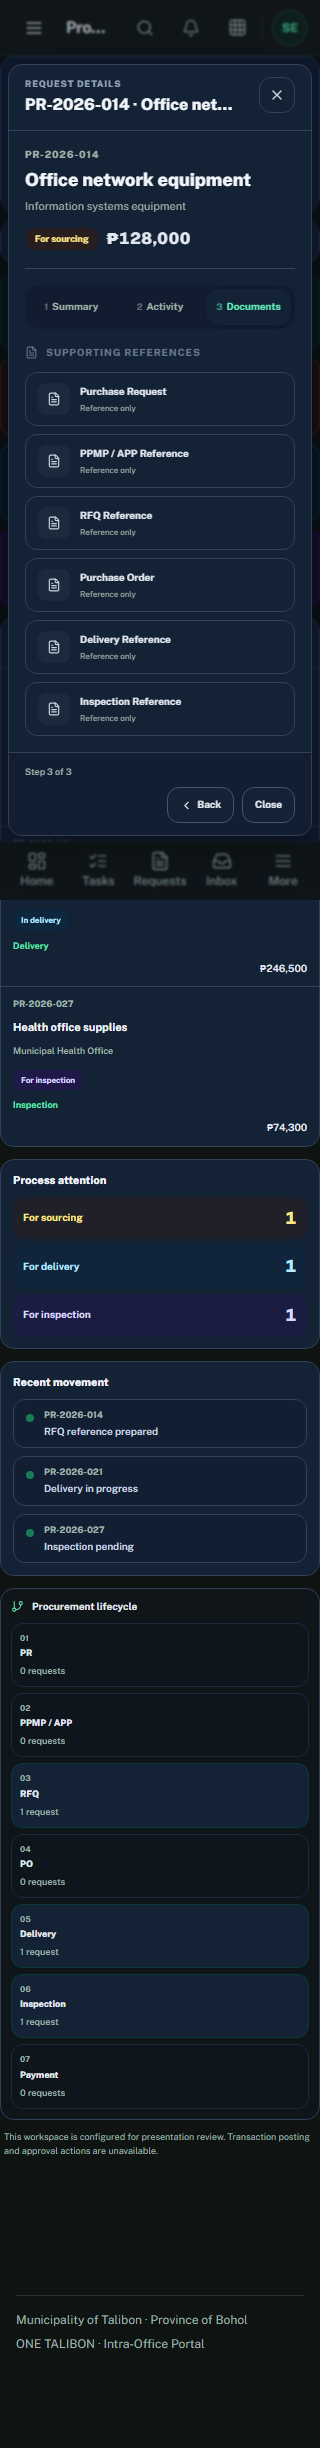 Pro...
SE
REQUEST DETAILS
PR-2026-014 · Office net...
PR-2026-014
Office network equipment
Information systems equipment
For sourcing ₱128,000
1 Summary 2 Activity 3 Documents
SUPPORTING REFERENCES
Purchase Request
Reference only
PPMP / APP Reference
Reference only
RFQ Reference
Reference only
Purchase Order
Reference only
Delivery Reference
Reference only
Inspection Reference
Reference only
Step 3 of 3
Back Close
Home Tasks Requests Inbox More
In delivery
Delivery
₱246,500
PR-2026-027
Health office supplies
Municipal Health Office
For inspection
Inspection
₱74,300
Process attention
For sourcing 1
For delivery 1
For inspection 1
Recent movement
PR-2026-014
RFQ reference prepared
PR-2026-021
Delivery in progress
PR-2026-027
Inspection pending
Procurement lifecycle
01
PR
0 requests
02
PPMP / APP
0 requests
03
RFQ
1 request
04
PO
0 requests
05
Delivery
1 request
06
Inspection
1 request
07
Payment
0 requests
This workspace is configured for presentation review. Transaction posting
and approval actions are unavailable.
Municipality of Talibon · Province of Bohol
ONE TALIBON · Intra-Office Portal